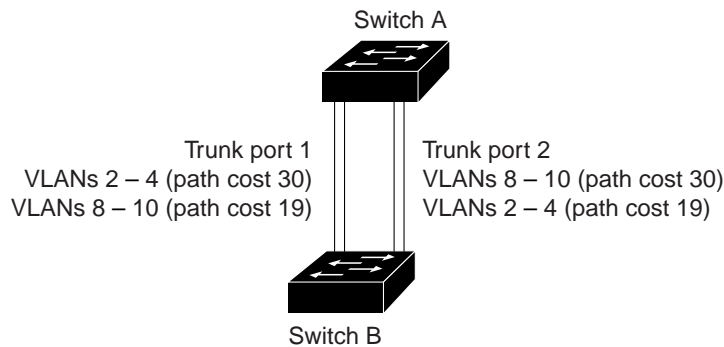 Switch A
Trunk port 1
VLANs 2 – 4 (path cost 30)
VLANs 8 – 10 (path cost 19)
Trunk port 2
VLANs 8 – 10 (path cost 30)
VLANs 2 – 4 (path cost 19)
Switch B